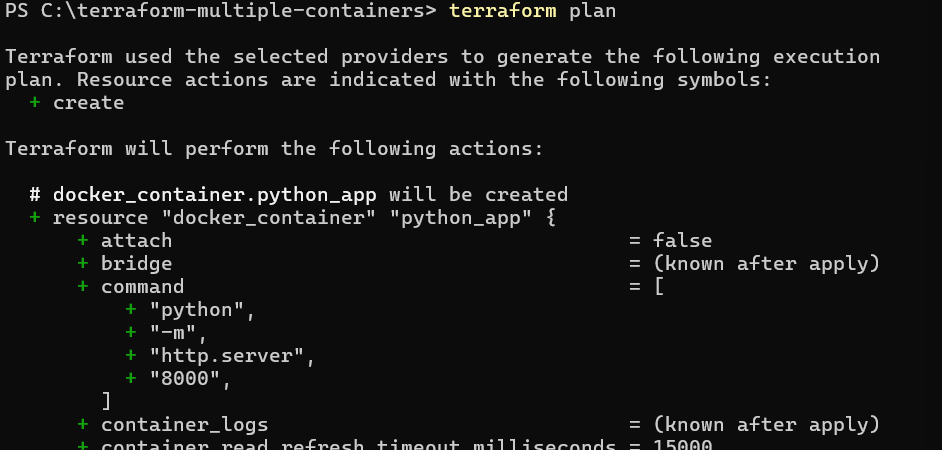 PS C:\terraform-multiple-containers> terraform plan
Terraform used the selected providers to generate the following execution
plan. Resource actions are indicated with the following symbols:
  + create
Terraform will perform the following actions:
  # docker_container.python_app will be created
  + resource "docker_container" "python_app" {
      + attach                                      = false
      + bridge                                      = (known after apply)
      + command                                     = [
          + "python",
          + "-m",
          + "http.server",
          + "8000",
        ]
      + container_logs                              = (known after apply)
      + container_read_refresh_timeout_milliseconds = 15000